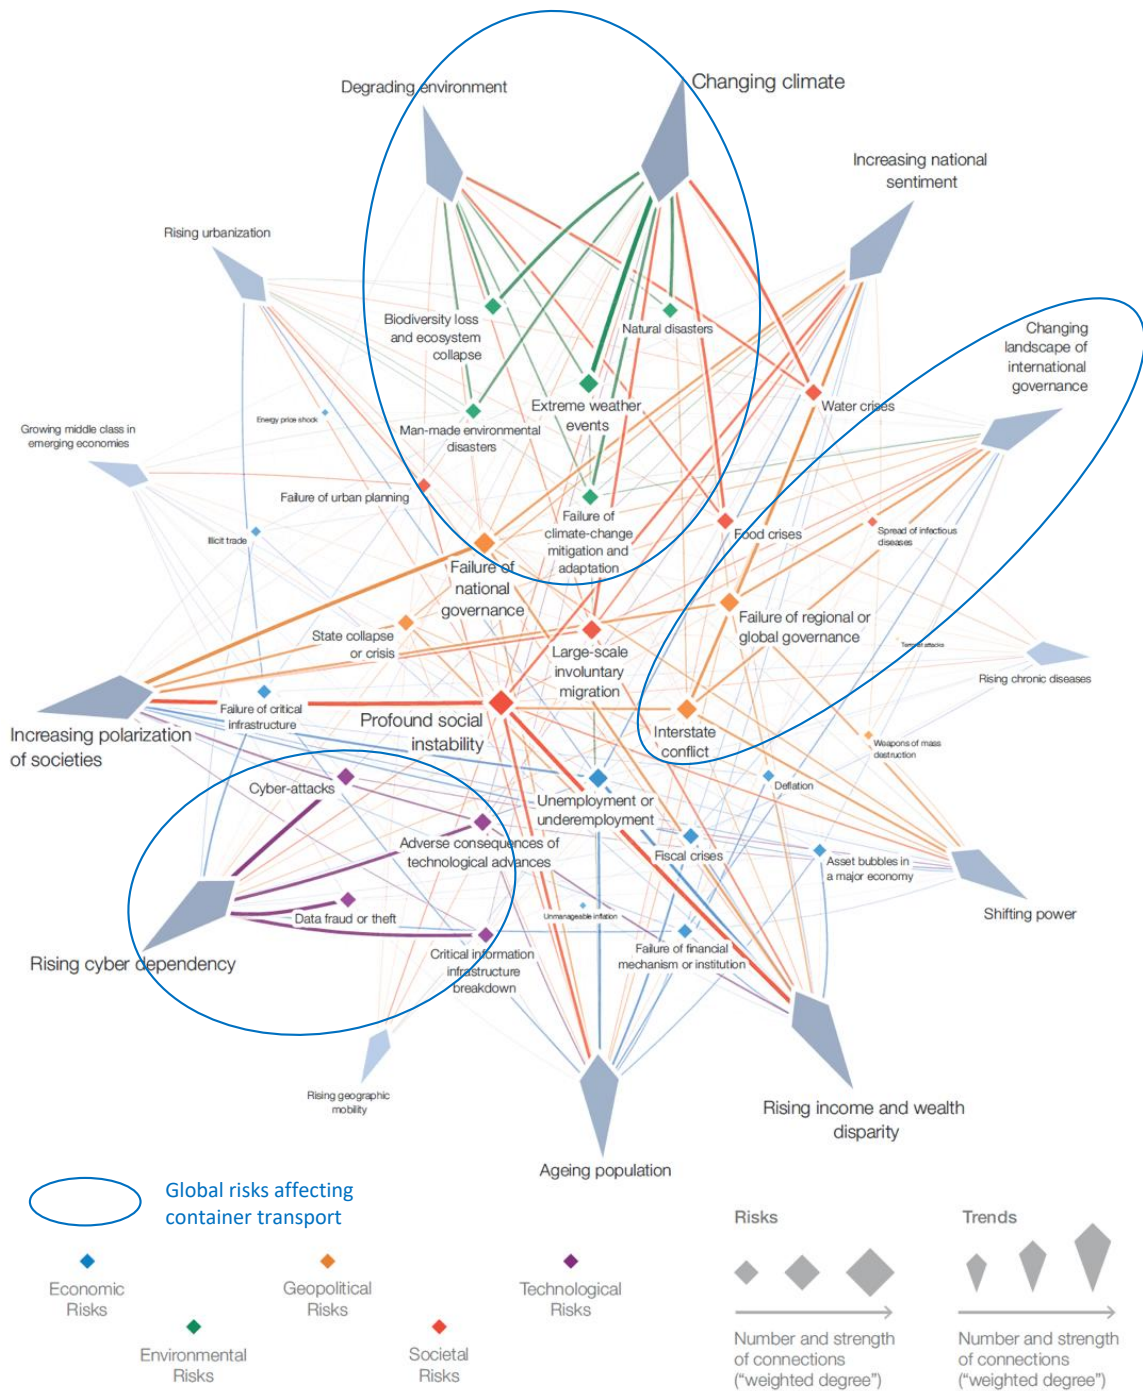 Degrading environment
Changing climate
Increasing national
sentiment
Rising urbanization
Changing
landscape of
international
governance
Biodiversity loss
and ecosystem
collapse
Natural disasters
Extreme weather
events
Water crises
Energy price shock
Man-made environmental
disasters
Growing middle class in
emerging economies
Failure of urban planning
Failure of
climate-change
mitigation and
adaptation
Food crises
Spread of infectious
diseases
Illicit trade
Failure of
national
governance
State collapse
or crisis
Large-scale
involuntary
migration
Failure of regional or
global governance
Terrorist attacks
Rising chronic diseases
Failure of critical
infrastructure
Profound social
instability
Interstate
conflict
Increasing polarization
of societies
Weapons of mass
destruction
Cyber-attacks
Unemployment or
underemployment
Deflation
Adverse consequences of
technological advances
Fiscal crises
Asset bubbles in
a major economy
Data fraud or theft
Unmanageable inflation
Shifting power
Critical information
infrastructure
breakdown
Failure of financial
mechanism or institution
Rising cyber dependency
Rising geographic
mobility
Rising income and wealth
disparity
Ageing population
Global risks affecting
container transport
Economic
Risks
Geopolitical
Risks
Technological
Risks
Environmental
Risks
Societal
Risks
Risks
Number and strength
of connections
("weighted degree")
Trends
Number and strength
of connections
("weighted degree")